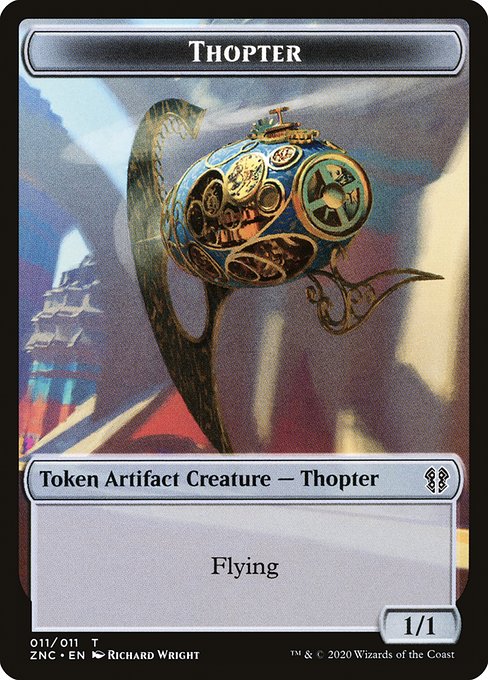 Thopter
Token Artifact Creature — Thopter
Flying
1/1
011/011 T
ZNC • EN Richard Wright
™ & © 2020 Wizards of the Coast